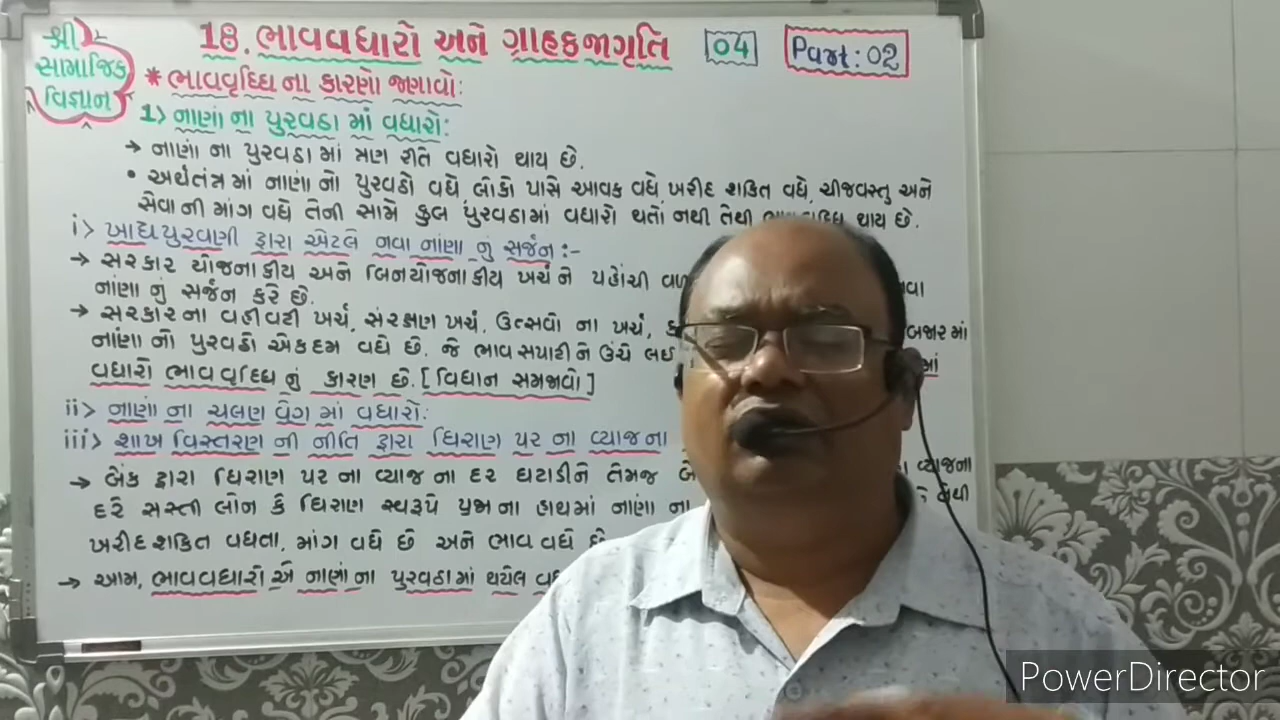 શ્રી
સામાજિક
વિજ્ઞાન
18. ભાવવધારો અને ગ્રાહકજાગૃતિ
04
Part: 02
* ભાવવૃધ્ધિ ના કારણો જણાવો:
1> નાણાં ના પુરવઠા માં વધારો:
→ નાણાં ના પુરવઠામાં ત્રણ રીતે વધારો થાય છે.
• અર્થતંત્રમાં નાણાં નો પુરવઠો વધે, લોકો પાસે આવક વધે, ખરીદ શકિત વધે, ચીજવસ્તુ અને
સેવા ની માંગ વધે તેની સામે કુલ પુરવઠામાં વધારો થતો નથી તેથી થાય છે.
i> ખાદ્યપુરવણી દ્વારા એટલે નવા નાંણા નું સર્જન:-
→ સરકાર યોજનાકીય અને બિનયોજનાકીય ખર્ચ ને પહોંચી
નાંણા નું સર્જન કરે છે.
→ સરકાર ના વહીવટી ખર્ચ, સંરક્ષણ ખર્ચ, ઉત્સવો ના ખર્ચ, બજારમાં
નાંણા નો પુરવઠો એકદમ વધે છે. જે ભાવ સપાટી ને ઉંચે લઈ
વધારો ભાવવૃધ્ધિ નું કારણ છે. [વિધાન સમજાવો]
ii> નાણાં ના ચલણ વેગ માં વધારો:
iii> શાખ વિસ્તરણ ની નીતિ દ્વારા ધિરાણ પર ના વ્યાજ ના
→ બેંક દ્વારા ધિરાણ પર ના વ્યાજ ના દર ઘટાડીને તેમજ વ્યાજના
દરે સસ્તી લોન કે ધિરાણ સ્વરૂપે પ્રજા ના હાથમાં નાણાં ના
ખરીદશકિત વધતા, માંગ વધે છે અને ભાવ વધે છે
→ આમ, ભાવવધારો એ નાણાં ના પુરવઠામાં થયેલ
PowerDirector